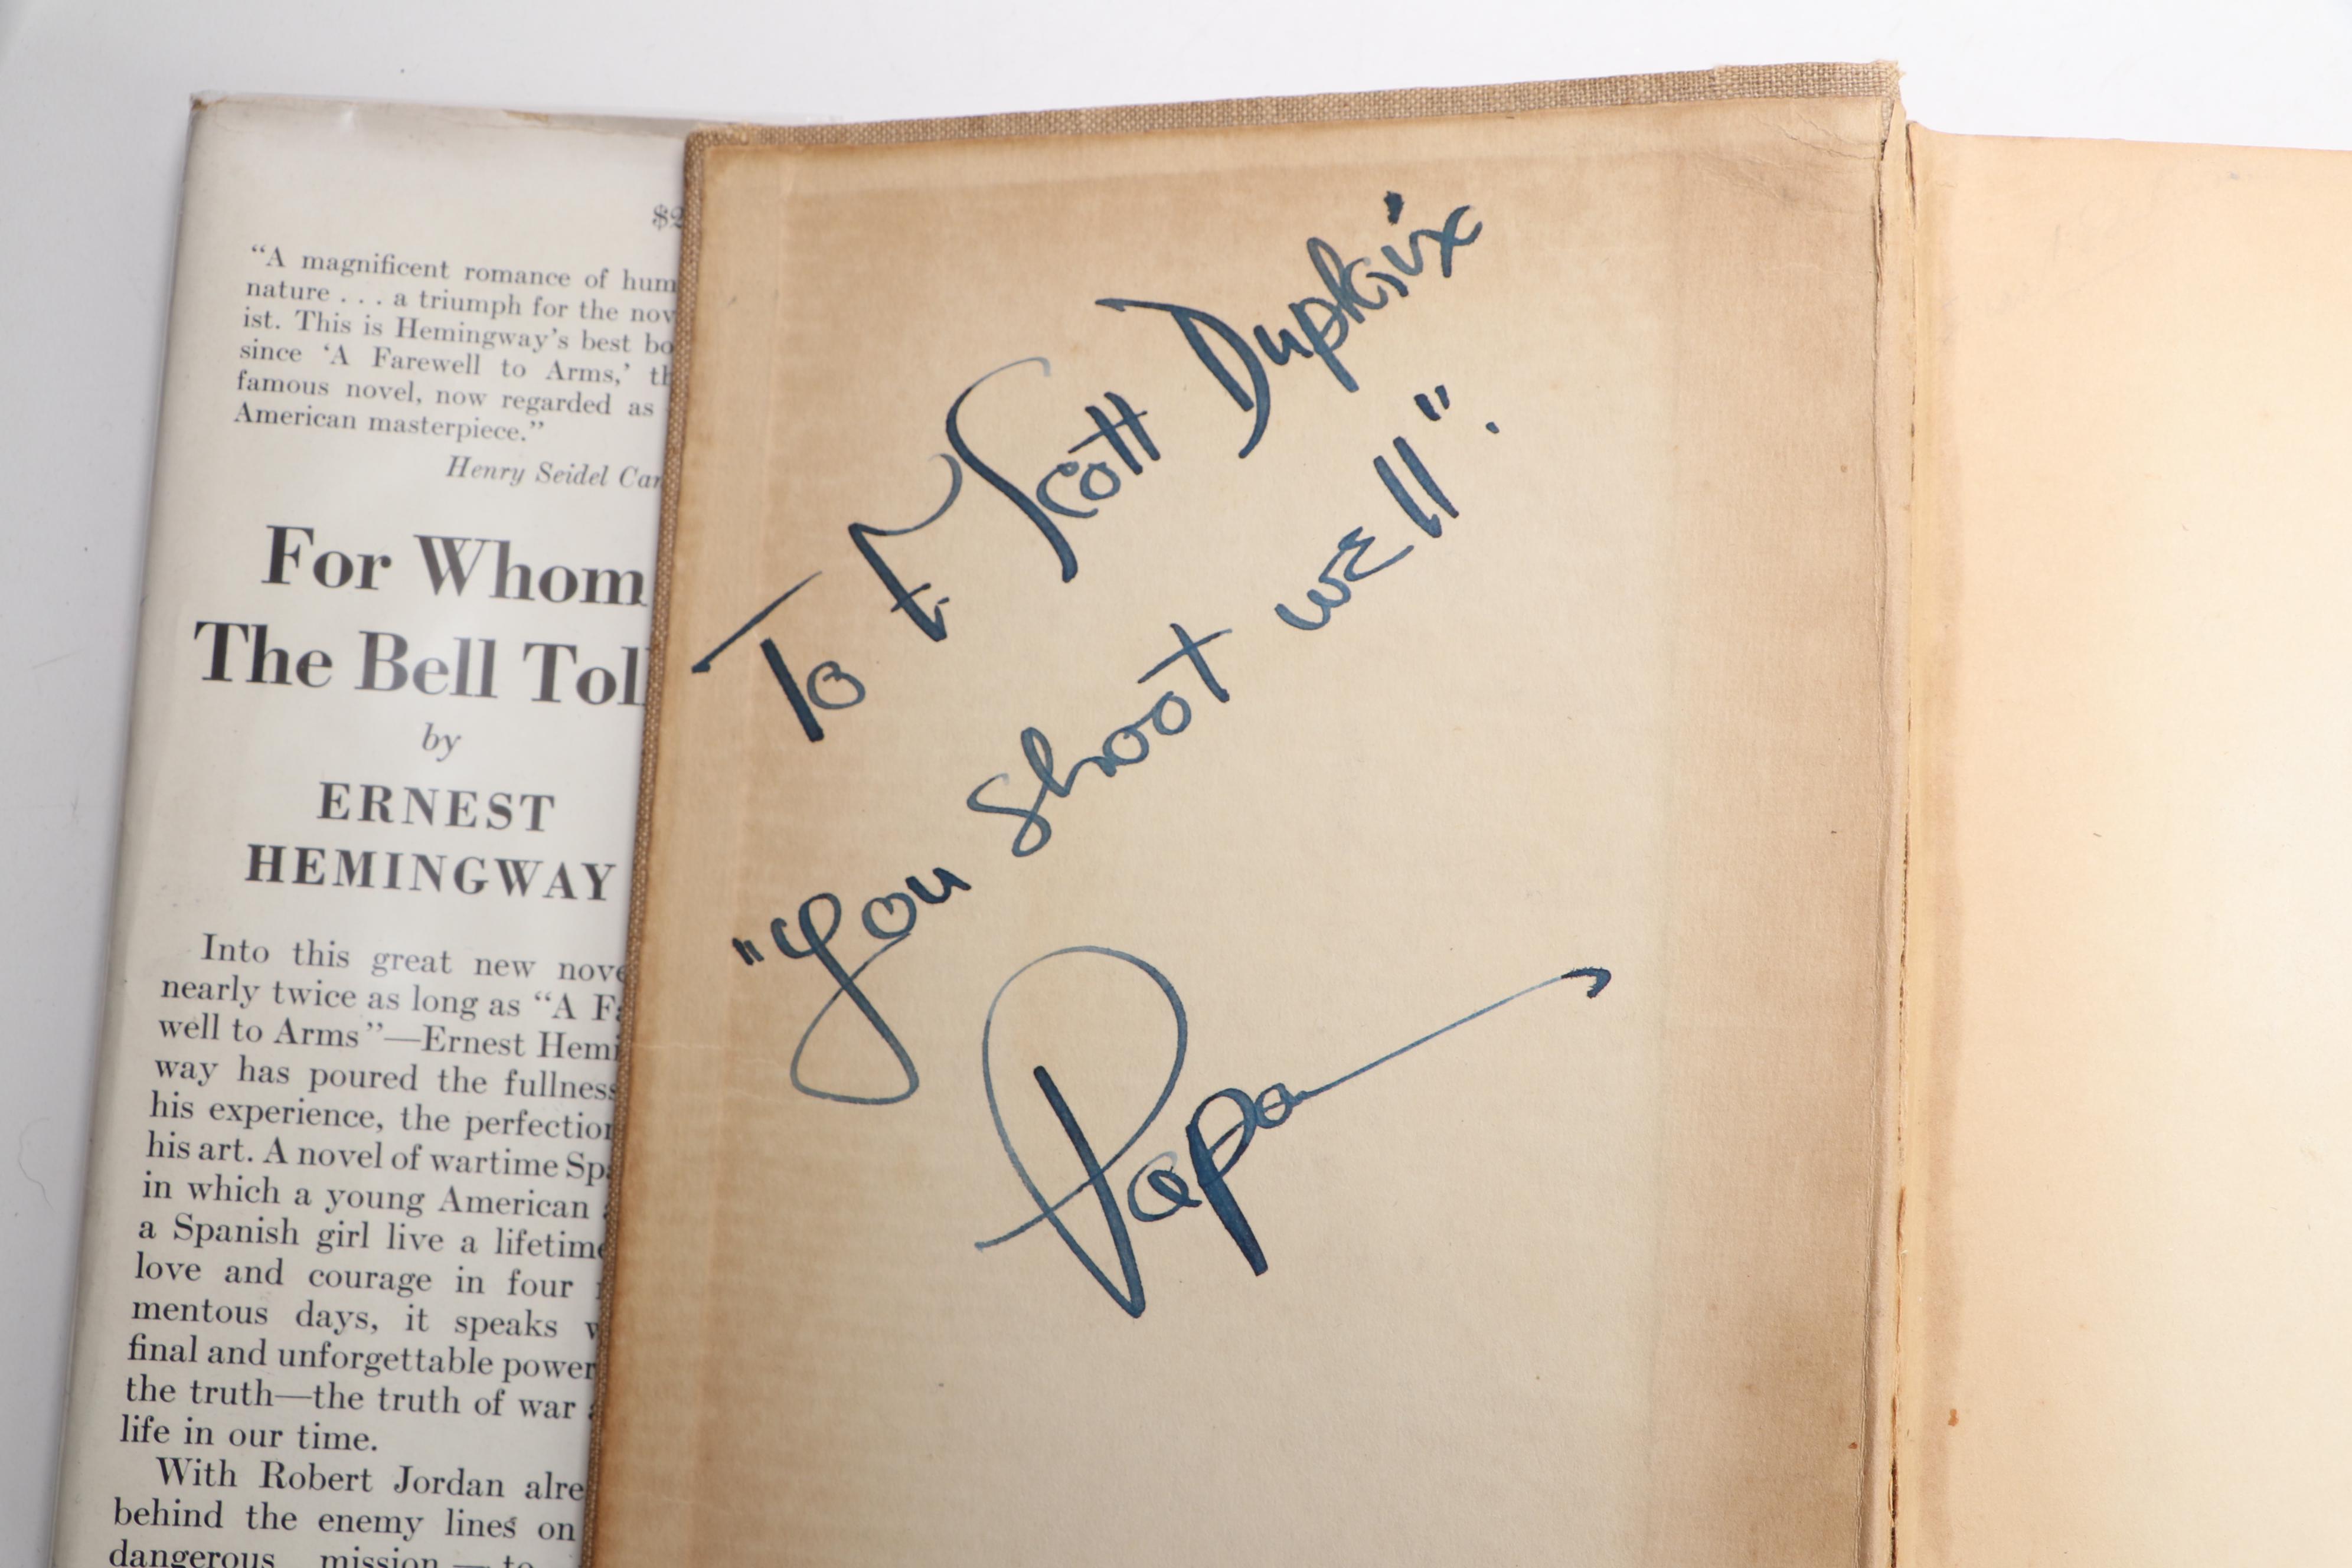 $2
“A magnificent romance of hum
nature . . . a triumph for the nov
ist. This is Hemingway’s best bo
since ‘A Farewell to Arms,’ th
famous novel, now regarded as
American masterpiece.”
Henry Seidel Can
For Whom
The Bell Toll
by
ERNEST
HEMINGWAY
Into this great new nove
nearly twice as long as “A Fa
well to Arms”—Ernest Hemi
way has poured the fullness
his experience, the perfection
his art. A novel of wartime Spa
in which a young American a
a Spanish girl live a lifetime
love and courage in four m
mentous days, it speaks w
final and unforgettable power
the truth—the truth of war a
life in our time.
With Robert Jordan alre
behind the enemy lines on
dangerous mission — to
To F. Scott Dupkix
"You shoot well".
Papa